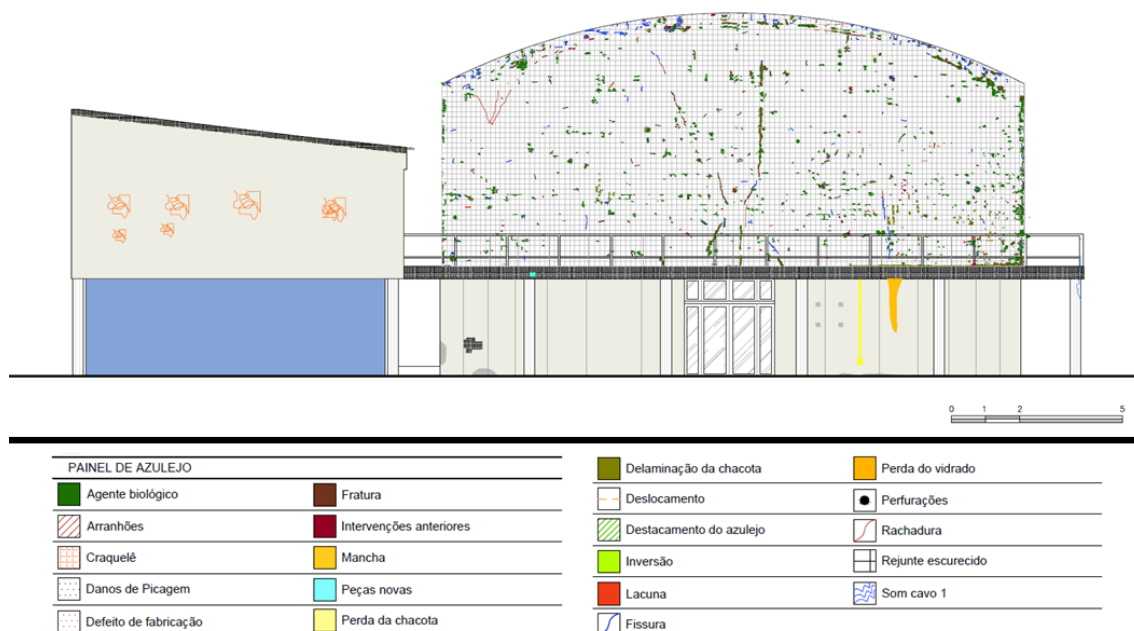 0 1 2 5
PAINEL DE AZULEJO
Agente biológico
Fratura
Arranhões
Intervenções anteriores
Craquelê
Mancha
Danos de Picagem
Peças novas
Defeito de fabricação
Perda da chacota
Delaminação da chacota
Perda do vidrado
Deslocamento
Perfurações
Destacamento do azulejo
Rachadura
Inversão
Rejunte escurecido
Lacuna
Som cavo 1
Fissura